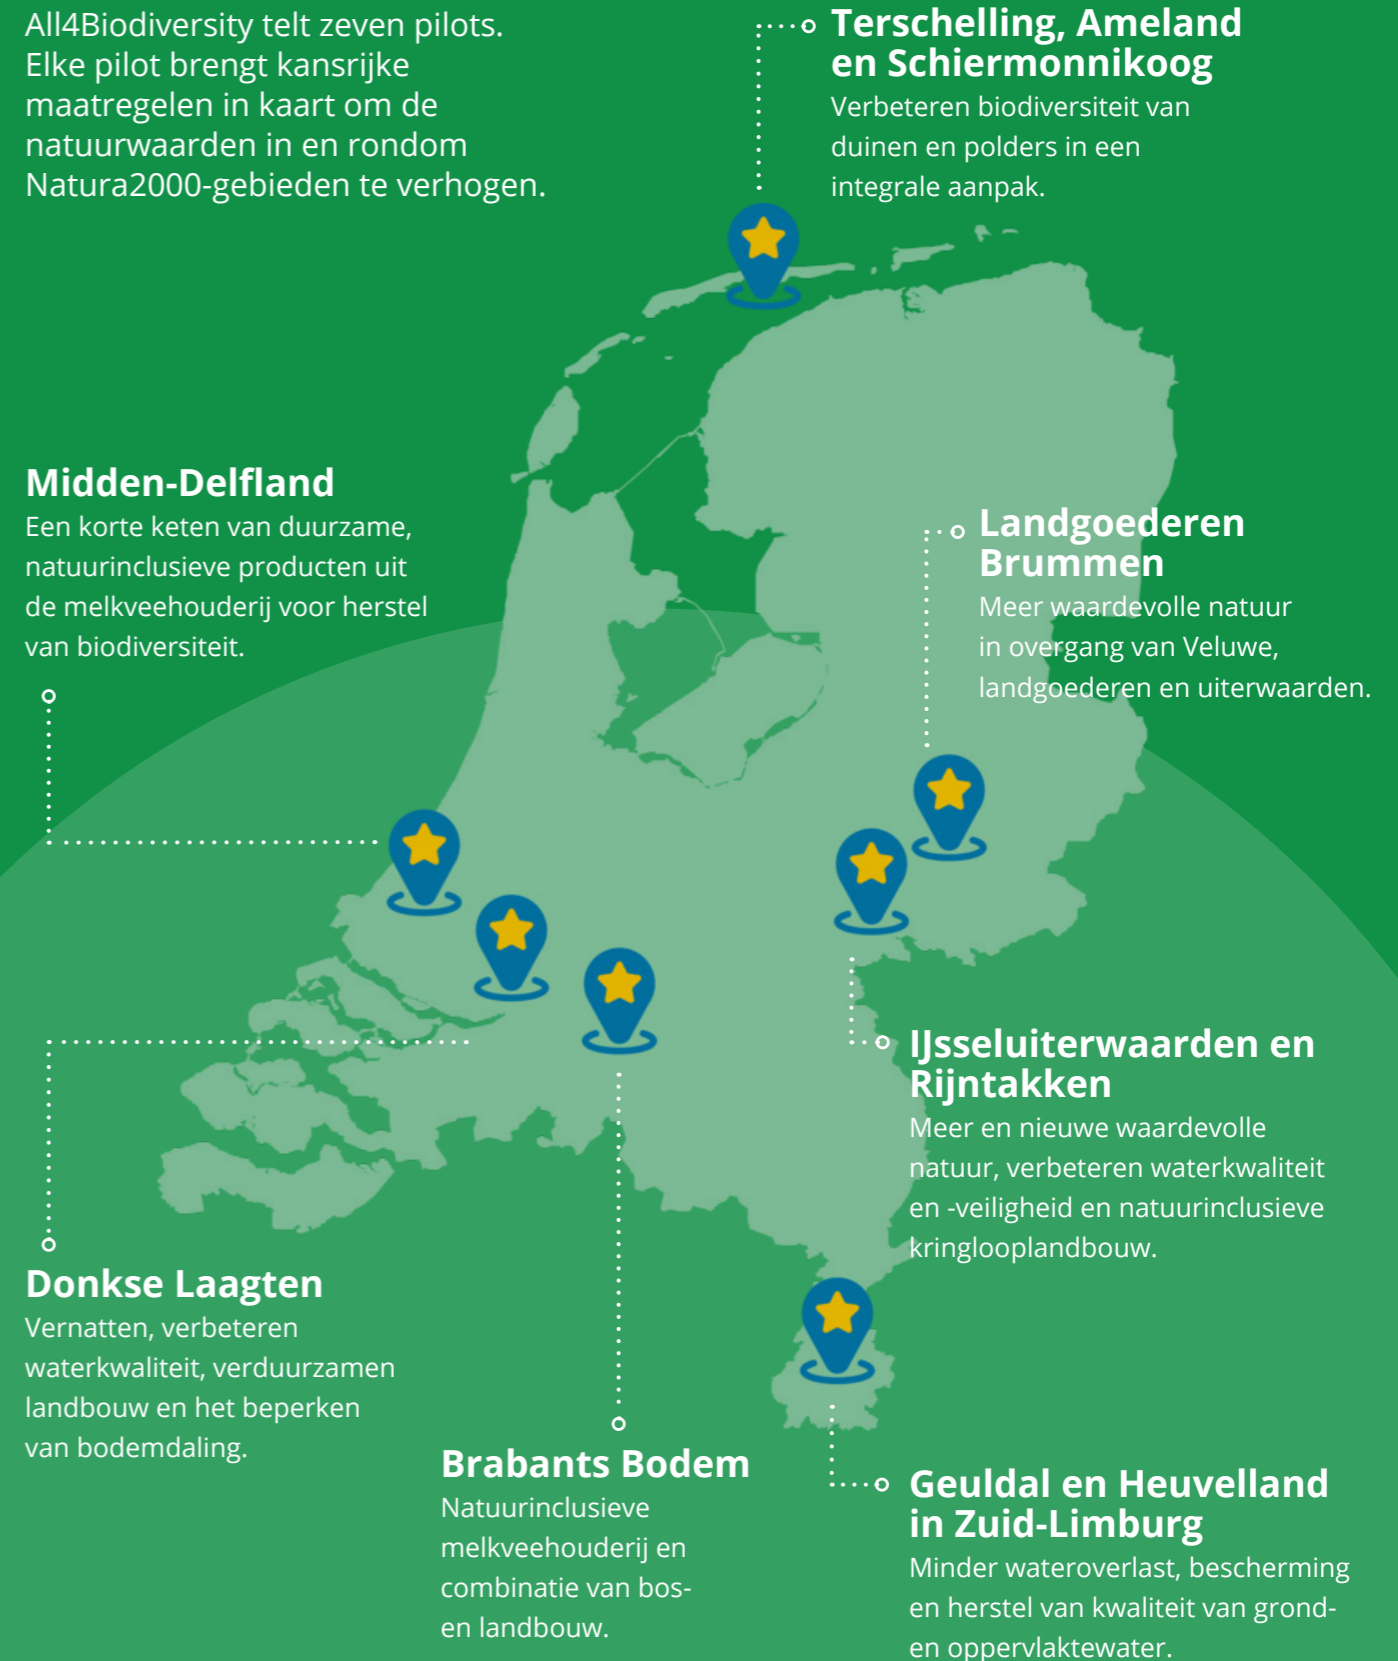 All4Biodiversity telt zeven pilots.
Elke pilot brengt kansrijke
maatregelen in kaart om de
natuurwaarden in en rondom
Natura2000-gebieden te verhogen.
Terschelling, Ameland
en Schiermonnikoog
Verbeteren biodiversiteit van
duinen en polders in een
integrale aanpak.
Midden-Delfland
Een korte keten van duurzame,
natuurinclusieve producten uit
de melkveehouderij voor herstel
van biodiversiteit.
Landgoederen
Brummen
Meer waardevolle natuur
in overgang van Veluwe,
landgoederen en uiterwaarden.
IJsseluiterwaarden en
Rijntakken
Meer en nieuwe waardevolle
natuur, verbeteren waterkwaliteit
en -veiligheid en natuurinclusieve
kringlooplandbouw.
Donkse Laagten
Vernatten, verbeteren
waterkwaliteit, verduurzamen
landbouw en het beperken
van bodemdaling.
Brabants Bodem
Natuurinclusieve
melkveehouderij en
combinatie van bos-
en landbouw.
Geuldal en Heuvelland
in Zuid-Limburg
Minder wateroverlast, bescherming
en herstel van kwaliteit van grond-
en oppervlaktewater.